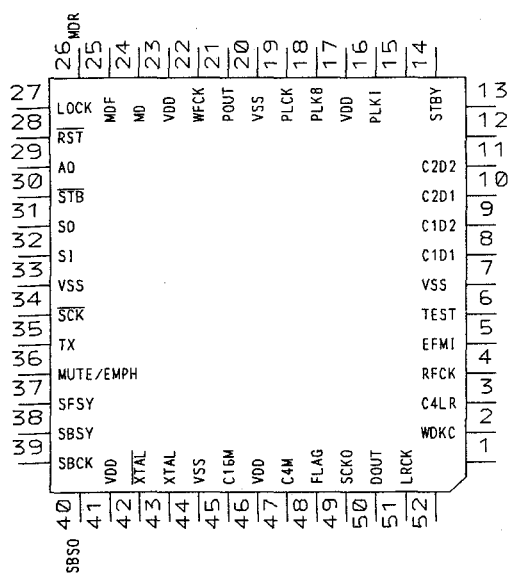 26 25 24 23 22 21 20 19 18 17 16 15 14
MDR
MDF MD VDD WFCK POUT VSS PLCK PLK8 VDD PLKI STBY
27 LOCK
28 RST
29 AO
30 STB
31 SO
32 SI
33 VSS
34 SCK
35 TX
36 MUTE/EMPH
37 SFSY
38 SBSY
39 SBCK
13
12
11 C2D2
10 C2D1
9 C1D2
8 C1D1
7 VSS
6 TEST
5 EFMI
4 RFCK
3 C4LR
2 WDKC
1
VDD XTAL XTAL VSS C16M VDD C4M FLAG SCKO DOUT LRCK
40 41 42 43 44 45 46 47 48 49 50 51 52
SBSO